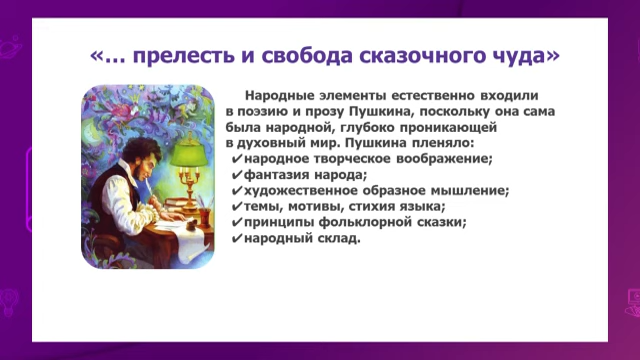 «... прелесть и свобода сказочного чуда»
Народные элементы естественно входили
в поэзию и прозу Пушкина, поскольку она сама
была народной, глубоко проникающей
в духовный мир. Пушкина пленяло:
✔народное творческое воображение;
✔фантазия народа;
✔художественное образное мышление;
✔темы, мотивы, стихия языка;
✔принципы фольклорной сказки;
✔народный склад.